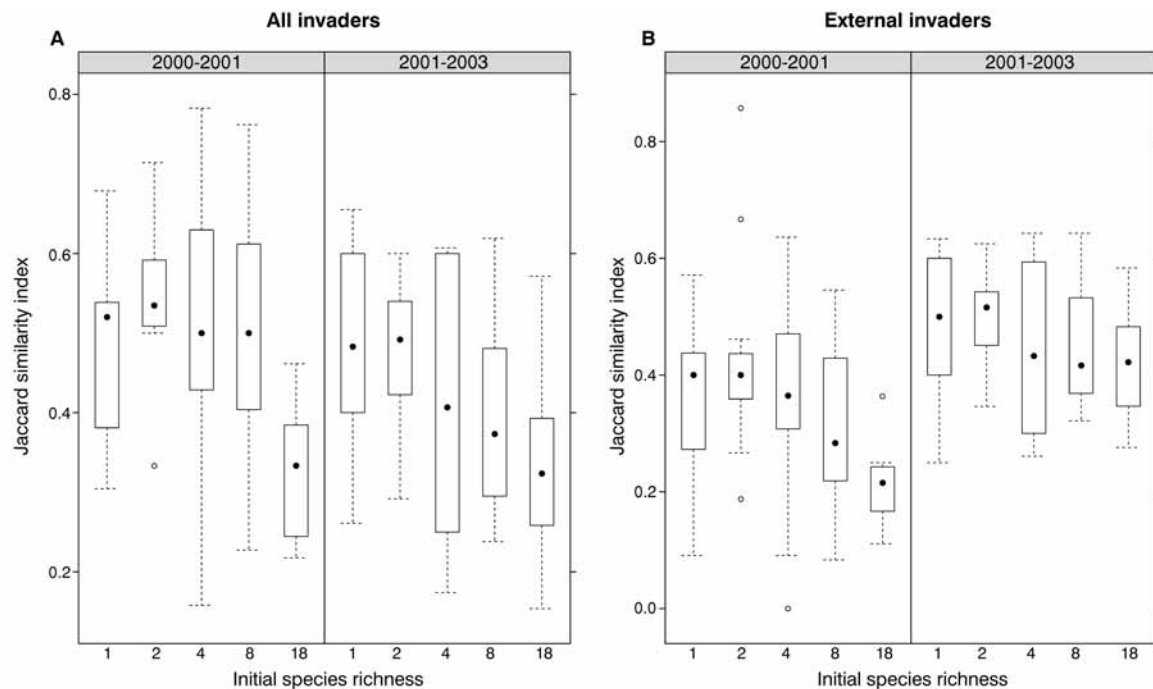 All invaders
A
2000-2001
2001-2003
Jaccard similarity index
0.8
0.6
0.4
0.2
1 2 4 8 18 1 2 4 8 18
Initial species richness
External invaders
B
2000-2001
2001-2003
Jaccard similarity index
0.8
0.6
0.4
0.2
0.0
1 2 4 8 18 1 2 4 8 18
Initial species richness